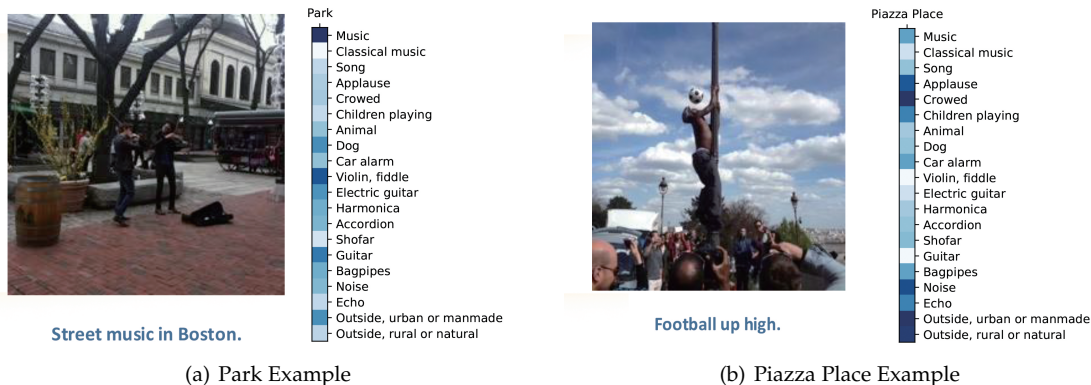 Park
Music
Classical music
Song
Applause
Crowed
Children playing
Animal
Dog
Car alarm
Violin, fiddle
Electric guitar
Harmonica
Accordion
Shofar
Guitar
Bagpipes
Noise
Echo
Outside, urban or manmade
Outside, rural or natural
Street music in Boston.
(a) Park Example
Piazza Place
Music
Classical music
Song
Applause
Crowed
Children playing
Animal
Dog
Car alarm
Violin, fiddle
Electric guitar
Harmonica
Accordion
Shofar
Guitar
Bagpipes
Noise
Echo
Outside, urban or manmade
Outside, rural or natural
Football up high.
(b) Piazza Place Example